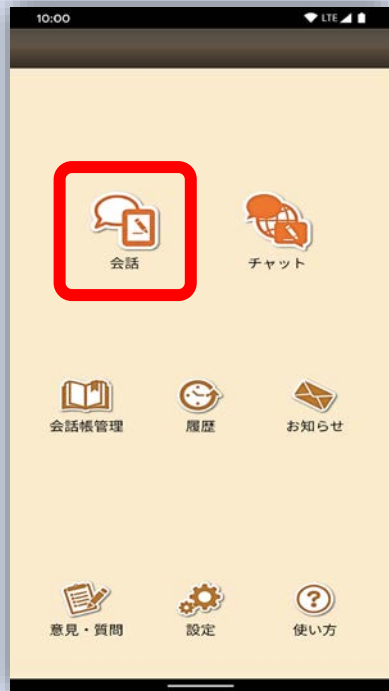 10:00 LTE
会話
チャット
会話帳管理
履歴
お知らせ
意見・質問
設定
使い方